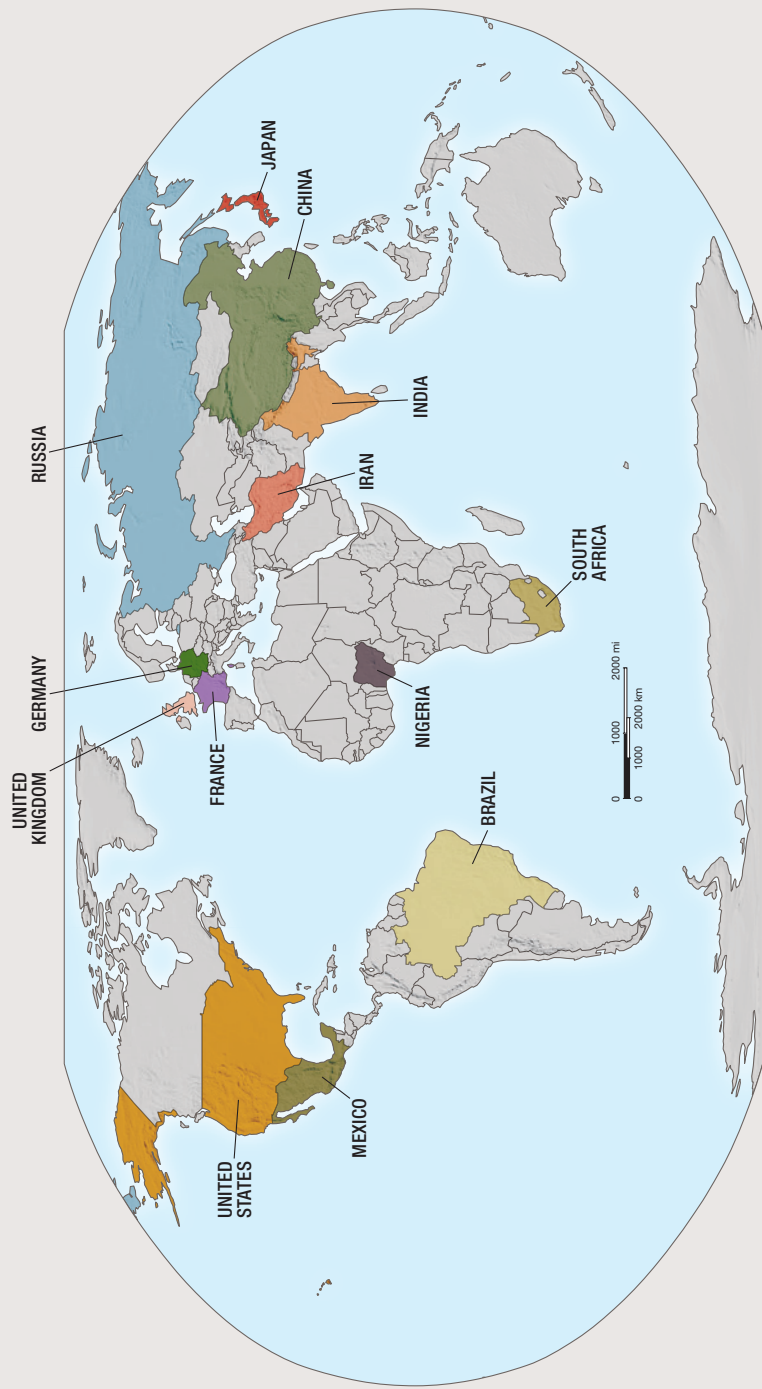 RUSSIA
GERMANY
UNITED
KINGDOM
FRANCE
JAPAN
CHINA
INDIA
IRAN
UNITED
STATES
MEXICO
NIGERIA
BRAZIL
SOUTH
AFRICA
0 1000 2000 mi
0 1000 2000 km